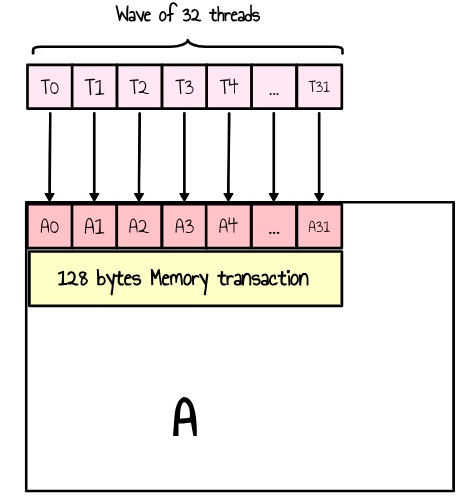 Wave of 32 threads
T0 T1 T2 T3 T4 ... T31
A0 A1 A2 A3 A4 ... A31
128 bytes Memory transaction
A